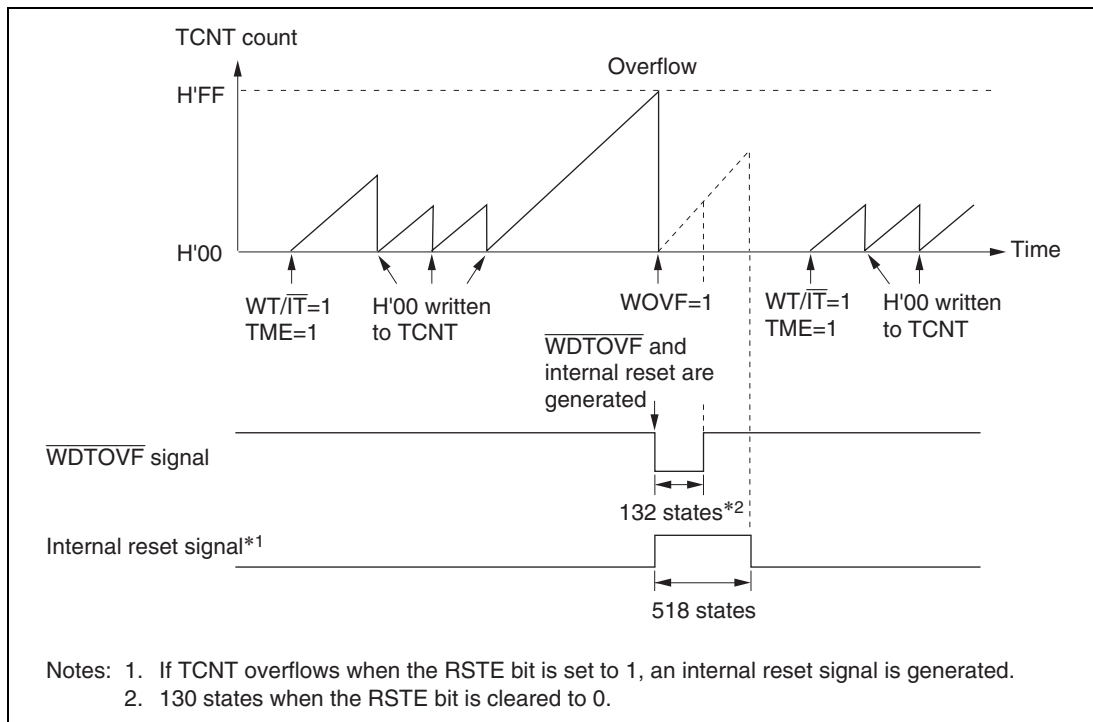 TCNT count
Overflow
H'FF
H'00
Time
WT/IT=1
TME=1
H'00 written
to TCNT
WOVF=1
WT/IT=1
TME=1
H'00 written
to TCNT
WDTOVF and
internal reset are
generated
WDTOVF signal
132 states*2
Internal reset signal*1
518 states
Notes: 1. If TCNT overflows when the RSTE bit is set to 1, an internal reset signal is generated.
2. 130 states when the RSTE bit is cleared to 0.